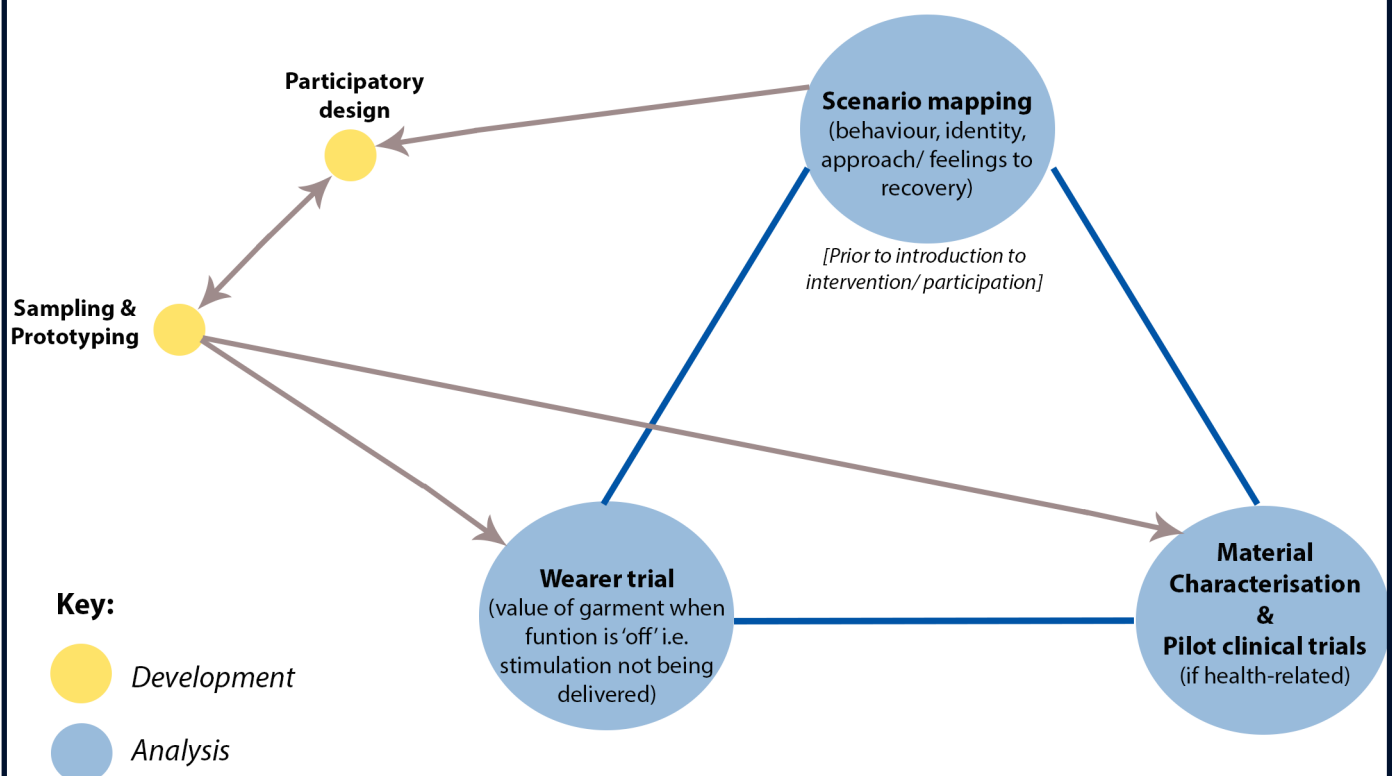 Participatory
design
Scenario mapping
(behaviour, identity,
approach/ feelings to
recovery)
[Prior to introduction to
intervention/ participation]
Sampling &
Prototyping
Wearer trial
(value of garment when
funtion is ‘off’ i.e.
stimulation not being
delivered)
Material
Characterisation
&
Pilot clinical trials
(if health-related)
Key:
Development
Analysis